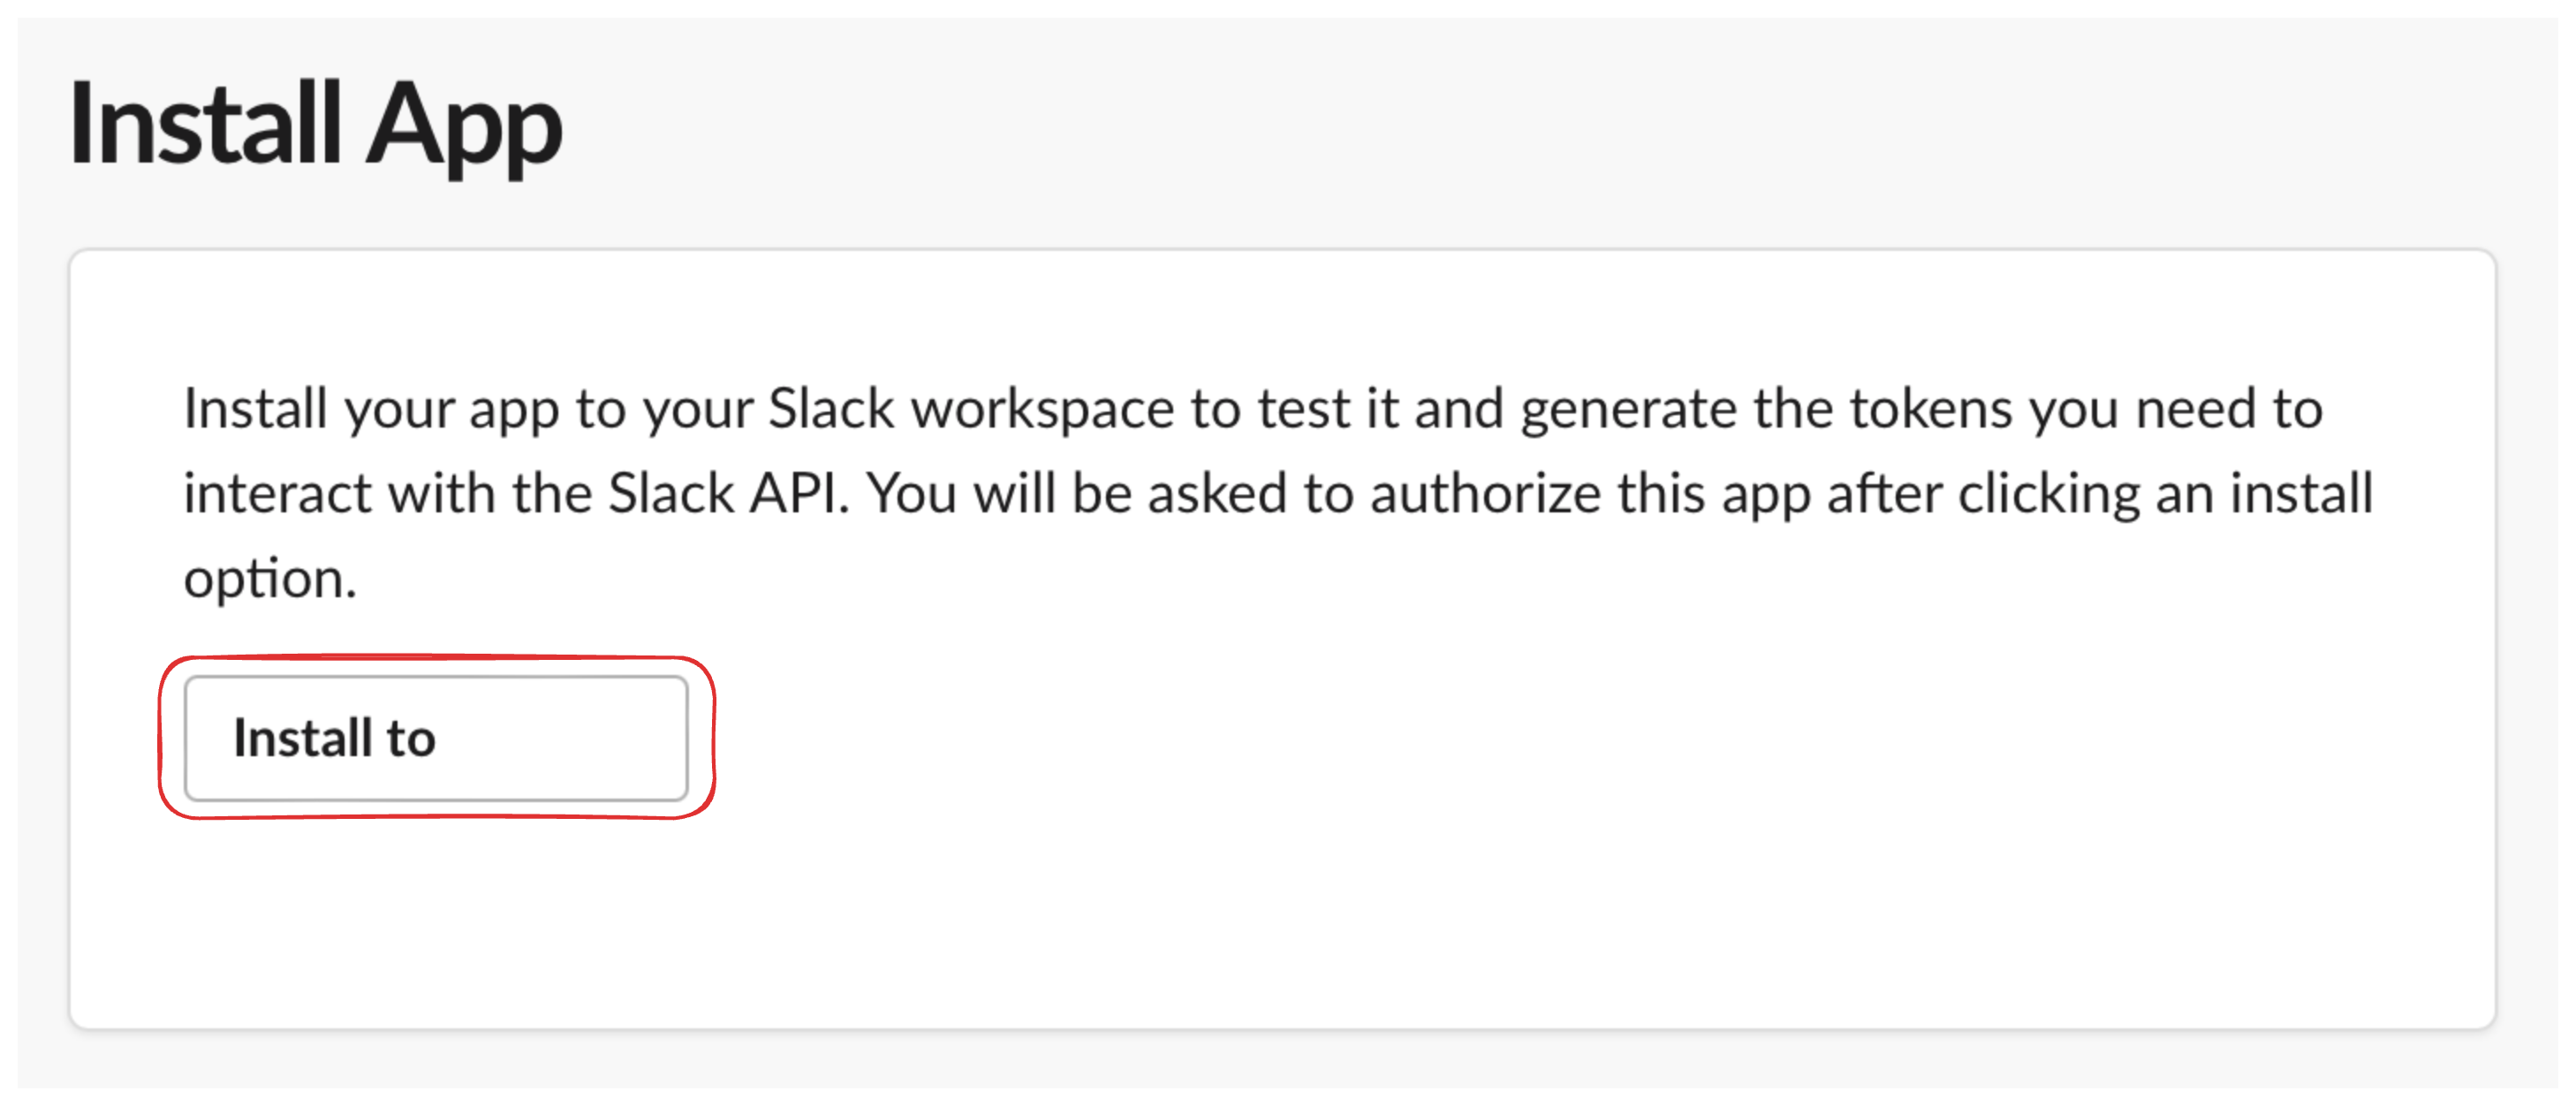 Install App
Install your app to your Slack workspace to test it and generate the tokens you need to
interact with the Slack API. You will be asked to authorize this app after clicking an install
option.
Install to